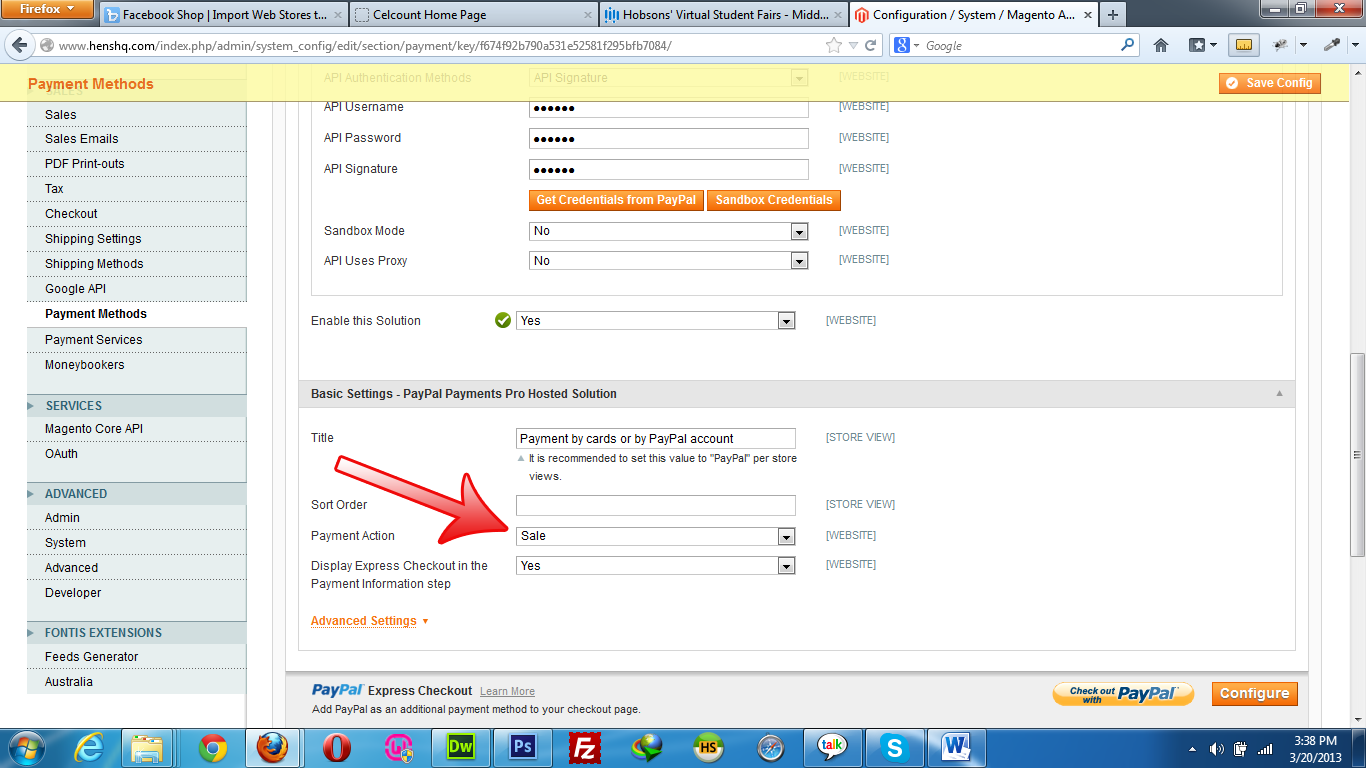 Firefox
Facebook Shop | Import Web Stores t...
Celcount Home Page
Hobsons' Virtual Student Fairs - Midd...
Configuration / System / Magento A...
www.henshq.com/index.php/admin/system_config/edit/section/payment/key/f674f92b790a531e52581f295bfb7084/
Google
Payment Methods
Save Config
SALES
Sales
Sales Emails
PDF Print-outs
Tax
Checkout
Shipping Settings
Shipping Methods
Google API
Payment Methods
Payment Services
Moneybookers
SERVICES
Magento Core API
OAuth
ADVANCED
Admin
System
Advanced
Developer
FONTIS EXTENSIONS
Feeds Generator
Australia
API Authentication Methods API Signature [WEBSITE]
API Username ●●●●●● [WEBSITE]
API Password ●●●●●● [WEBSITE]
API Signature ●●●●●● [WEBSITE]
Get Credentials from PayPal Sandbox Credentials
Sandbox Mode No [WEBSITE]
API Uses Proxy No [WEBSITE]
Enable this Solution Yes [WEBSITE]
Basic Settings - PayPal Payments Pro Hosted Solution
Title Payment by cards or by PayPal account [STORE VIEW]
It is recommended to set this value to "PayPal" per store
views.
Sort Order [STORE VIEW]
Payment Action Sale [WEBSITE]
Display Express Checkout in the Yes [WEBSITE]
Payment Information step
Advanced Settings
PayPal Express Checkout Learn More
Add PayPal as an additional payment method to your checkout page.
Check out
with PayPal
Configure
Dw
Ps
Fz
HS
talk
S
W
3:38 PM
3/20/2013